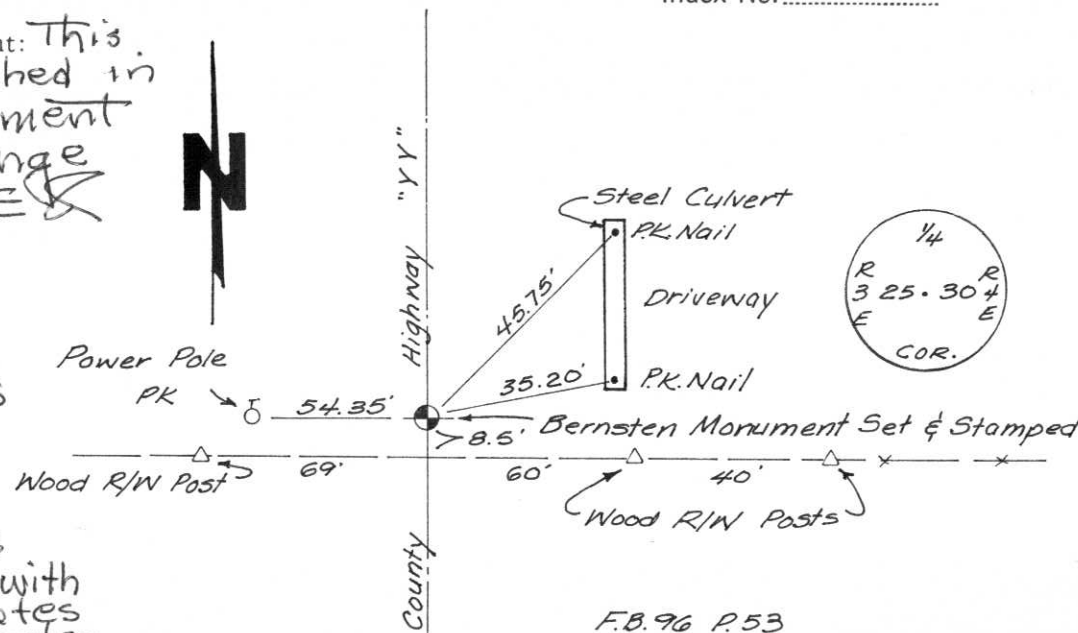 Index No.
t: This
hed in
ment
nge
N
County Highway "YY"
Steel Culvert
P.K. Nail
45.75'
Driveway
35.20'
P.K. Nail
1/4
R 3 E 25 · 30 R 4 E
COR.
Power Pole
PK
54.35'
8.5'
Bernsten Monument Set & Stamped
69'
60'
40'
Wood R/W Post
Wood R/W Posts
with
tes
F.B. 96 P. 53